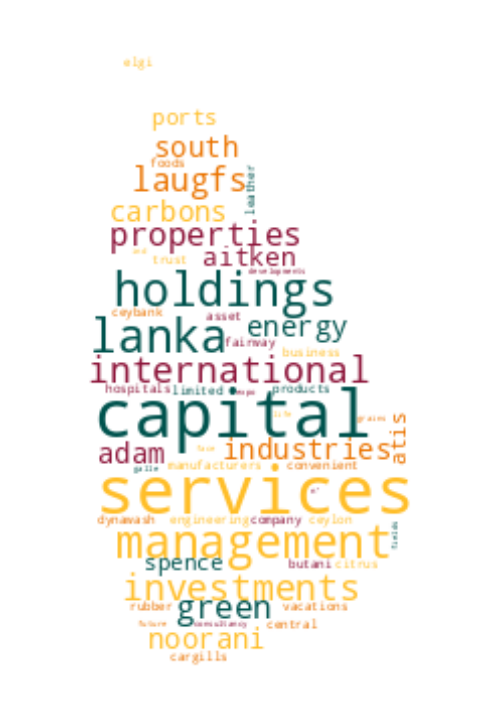 elgi
ports
south
foods
laugfs
leather
carbons
properties
aitken
trust
developments
holdings
ceybank
asset
lanka
energy
fairway
business
international
hospitals limited
products
life
capital
grains
atis
adam
industries
face
galle
manufacturers
convenient
services
dynawash
engineering
company
ceylon
management
fields
spence
butani
citrus
investments
rubber
green
vacations
future
consultancy
central
noorani
cargills